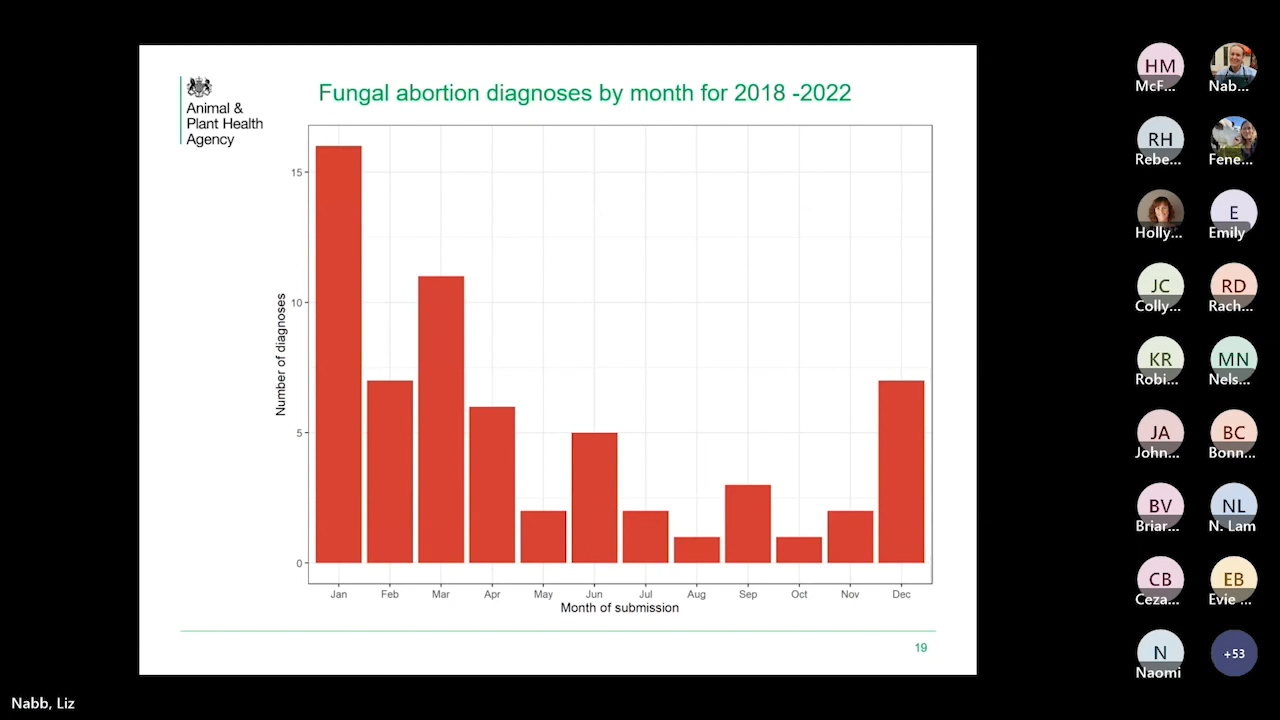 Animal &
Plant Health
Agency
Fungal abortion diagnoses by month for 2018 -2022
Number of diagnoses
15
10
5
0
Jan Feb Mar Apr May Jun Jul Aug Sep Oct Nov Dec
Month of submission
19
HM
McF...
Nab...
RH
Rebe...
Fene...
Holly...
E
Emily
JC
Colly...
RD
Rach...
KR
Robi...
MN
Nels...
JA
John...
BC
Bonn...
BV
Briar...
NL
N. Lam
CB
Ceza...
EB
Evie ...
N
Naomi
+53
Nabb, Liz